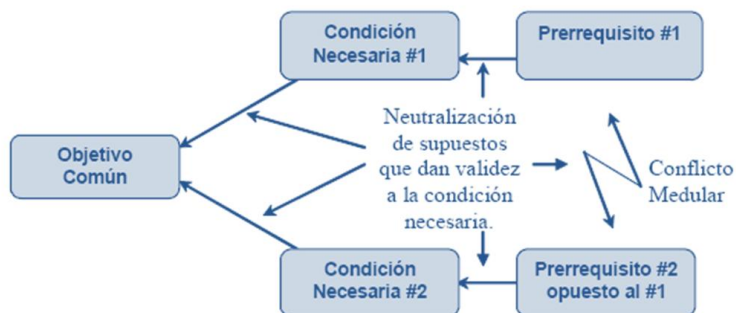 Condición
Necesaria #1
Prerrequisito #1
Neutralización
de supuestos
que dan validez
a la condición
necesaria.
Objetivo
Común
Conflicto
Medular
Condición
Necesaria #2
Prerrequisito #2
opuesto al #1